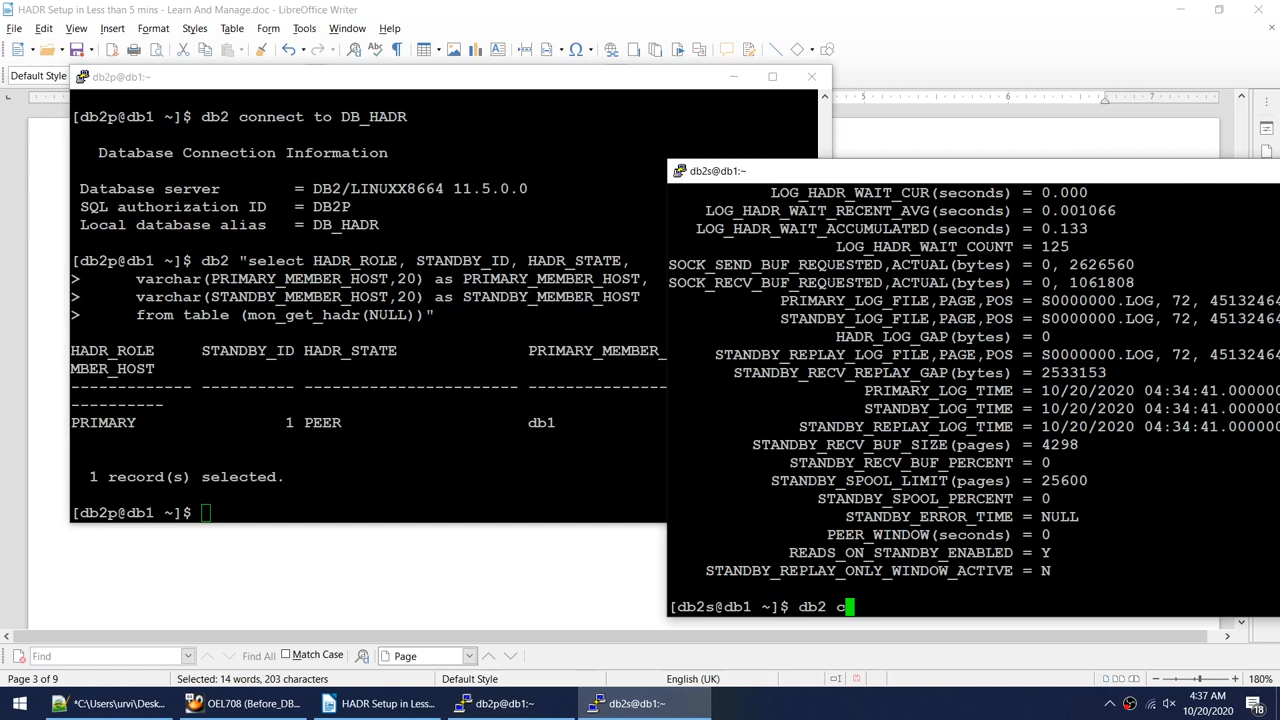 HADR Setup in Less than 5 mins - Learn And Manage.doc - LibreOffice Writer
File Edit View Insert Format Styles Table Form Tools Window Help
Default Style
db2p@db1:~
5 6 7
[db2p@db1 ~]$ db2 connect to DB_HADR
Database Connection Information
Database server = DB2/LINUXX8664 11.5.0.0
SQL authorization ID = DB2P
Local database alias = DB_HADR
[db2p@db1 ~]$ db2 "select HADR_ROLE, STANDBY_ID, HADR_STATE,
> varchar(PRIMARY_MEMBER_HOST,20) as PRIMARY_MEMBER_HOST,
> varchar(STANDBY_MEMBER_HOST,20) as STANDBY_MEMBER_HOST
> from table (mon_get_hadr(NULL))"
HADR_ROLE STANDBY_ID HADR_STATE PRIMARY_MEMBER_
MBER_HOST
------------- ---------- ----------------------- ---------------
----------
PRIMARY 1 PEER db1
1 record(s) selected.
[db2p@db1 ~]$
db2s@db1:~
LOG_HADR_WAIT_CUR(seconds) = 0.000
LOG_HADR_WAIT_RECENT_AVG(seconds) = 0.001066
LOG_HADR_WAIT_ACCUMULATED(seconds) = 0.133
LOG_HADR_WAIT_COUNT = 125
SOCK_SEND_BUF_REQUESTED,ACTUAL(bytes) = 0, 2626560
SOCK_RECV_BUF_REQUESTED,ACTUAL(bytes) = 0, 1061808
PRIMARY_LOG_FILE,PAGE,POS = S0000000.LOG, 72, 45132464
STANDBY_LOG_FILE,PAGE,POS = S0000000.LOG, 72, 45132464
HADR_LOG_GAP(bytes) = 0
STANDBY_REPLAY_LOG_FILE,PAGE,POS = S0000000.LOG, 72, 45132464
STANDBY_RECV_REPLAY_GAP(bytes) = 2533153
PRIMARY_LOG_TIME = 10/20/2020 04:34:41.000000
STANDBY_LOG_TIME = 10/20/2020 04:34:41.000000
STANDBY_REPLAY_LOG_TIME = 10/20/2020 04:34:41.000000
STANDBY_RECV_BUF_SIZE(pages) = 4298
STANDBY_RECV_BUF_PERCENT = 0
STANDBY_SPOOL_LIMIT(pages) = 25600
STANDBY_SPOOL_PERCENT = 0
STANDBY_ERROR_TIME = NULL
PEER_WINDOW(seconds) = 0
READS_ON_STANDBY_ENABLED = Y
STANDBY_REPLAY_ONLY_WINDOW_ACTIVE = N
[db2s@db1 ~]$ db2 c
Find Find All Match Case Page
Page 3 of 9 Selected: 14 words, 203 characters Default Style English (UK) 180%
*C:\Users\urvi\Desk... OEL708 (Before_DB... HADR Setup in Less... db2p@db1:~ db2s@db1:~ 4:37 AM
10/20/2020 18